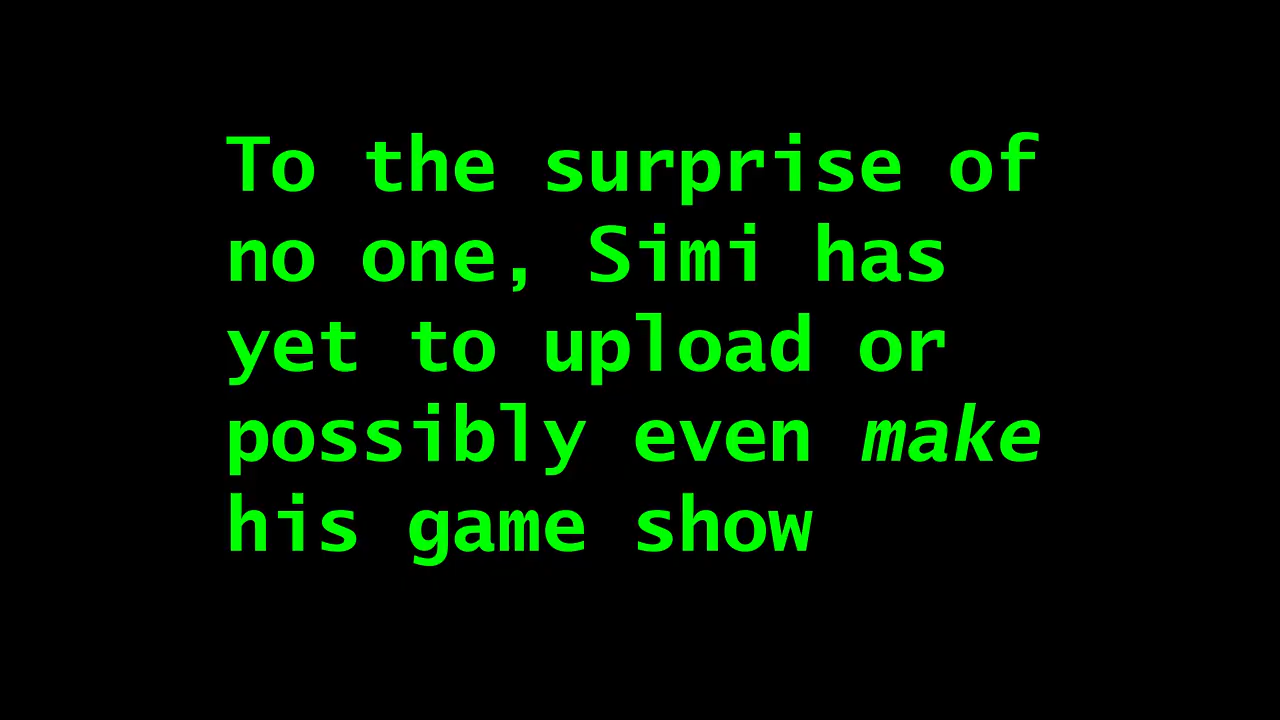 To the surprise of
no one, Simi has
yet to upload or
possibly even make
his game show